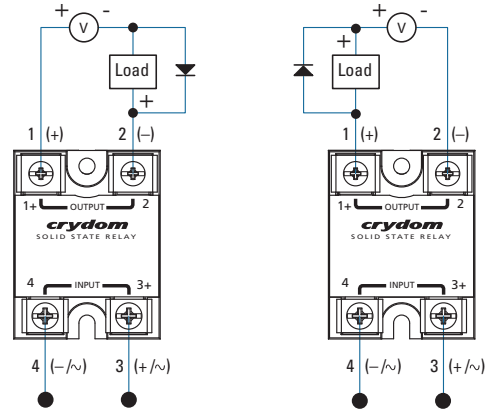 + V -
Load
+
1 (+) 2 (−)
1+ OUTPUT 2
crydom
SOLID STATE RELAY
4 INPUT 3+
4 (−/~) 3 (+/~)
+ V -
+
Load
1 (+) 2 (−)
1+ OUTPUT 2
crydom
SOLID STATE RELAY
4 INPUT 3+
4 (−/~) 3 (+/~)